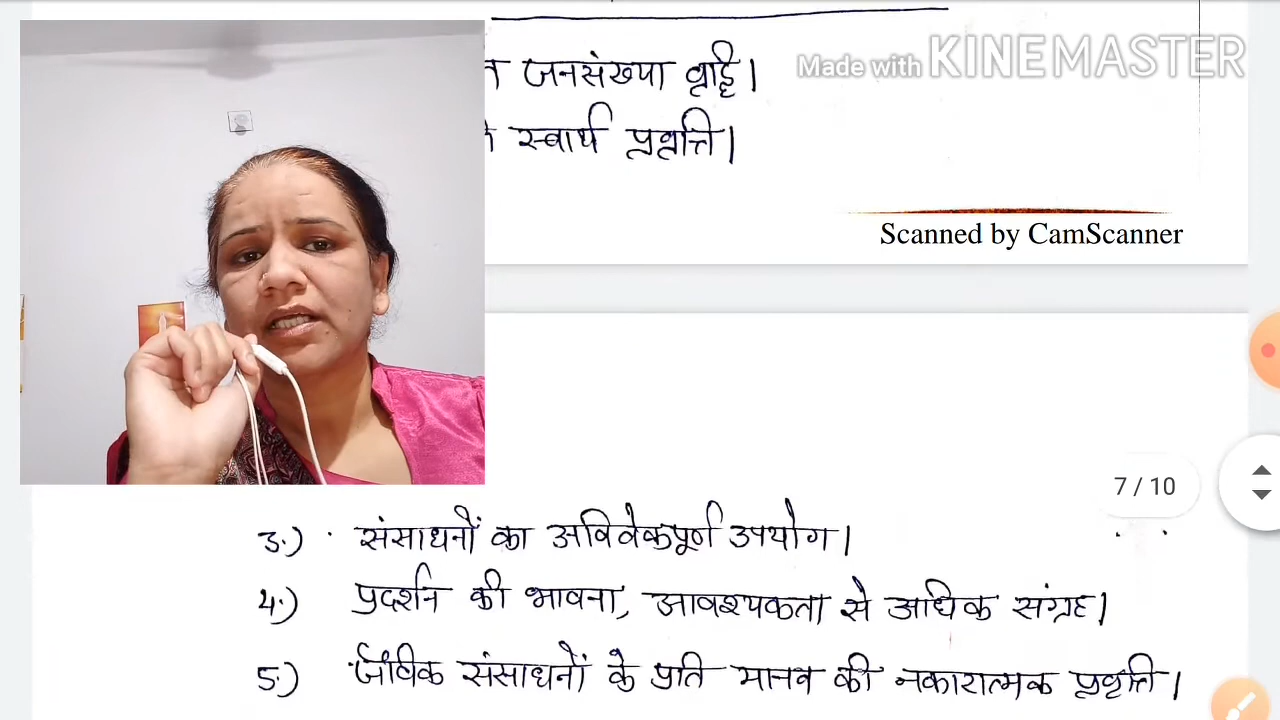 जनसंख्या वृद्धि।
Made with KINEMASTER
स्वार्थ प्रवृत्ति।
Scanned by CamScanner
7 / 10
3.) संसाधनों का अविवेकपूर्ण उपयोग।
4.) प्रदर्शन की भावना, आवश्यकता से अधिक संग्रह।
5.) जैविक संसाधनों के प्रति मानव की नकारात्मक प्रवृत्ति।